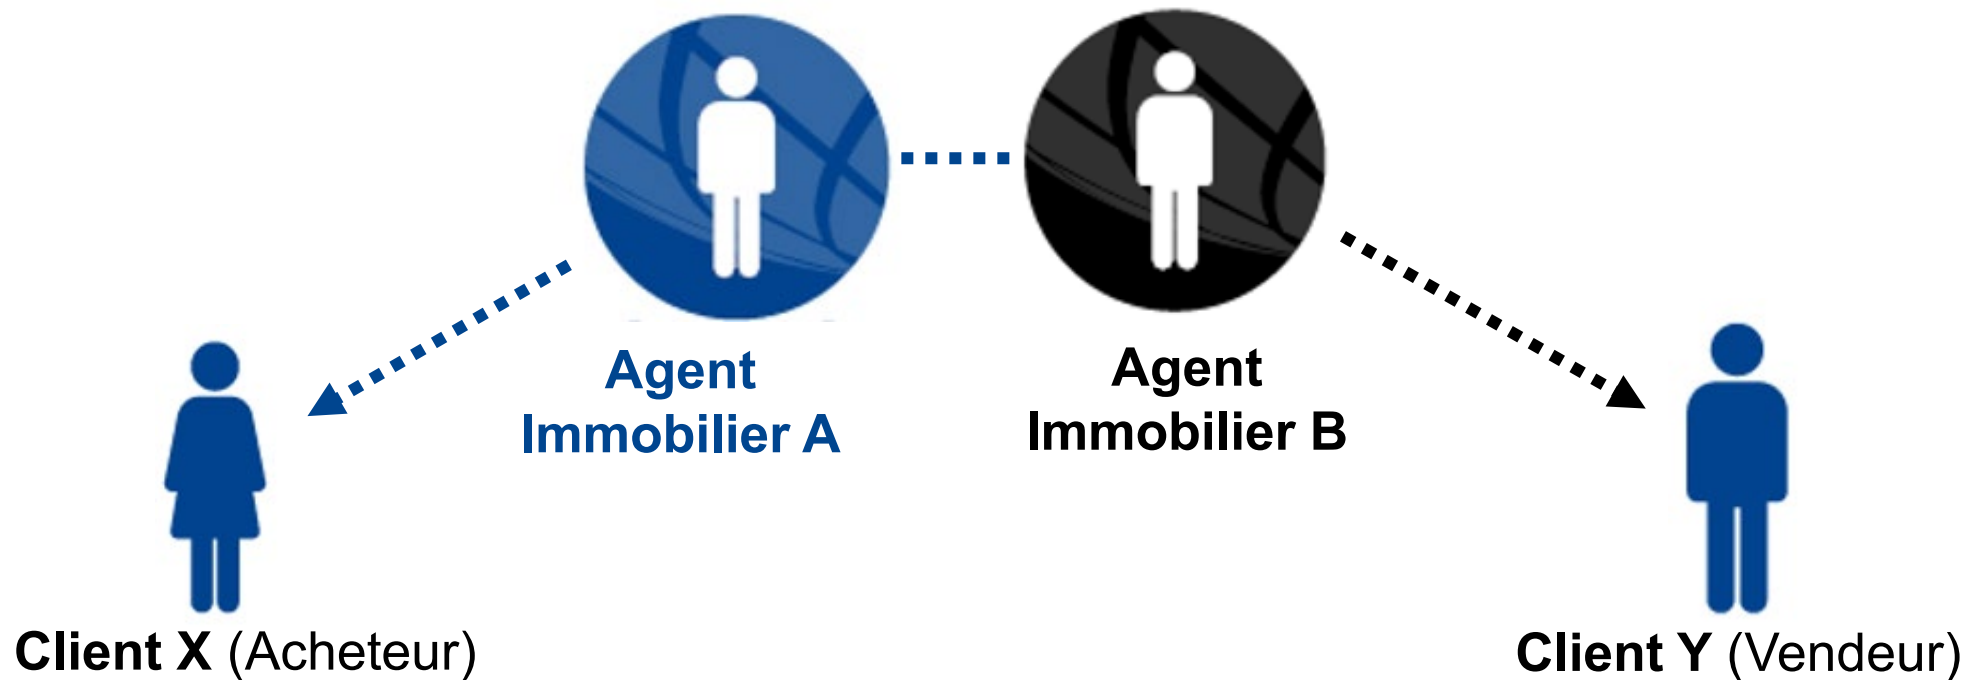 Agent
Immobilier A
Agent
Immobilier B
Client X (Acheteur)
Client Y (Vendeur)